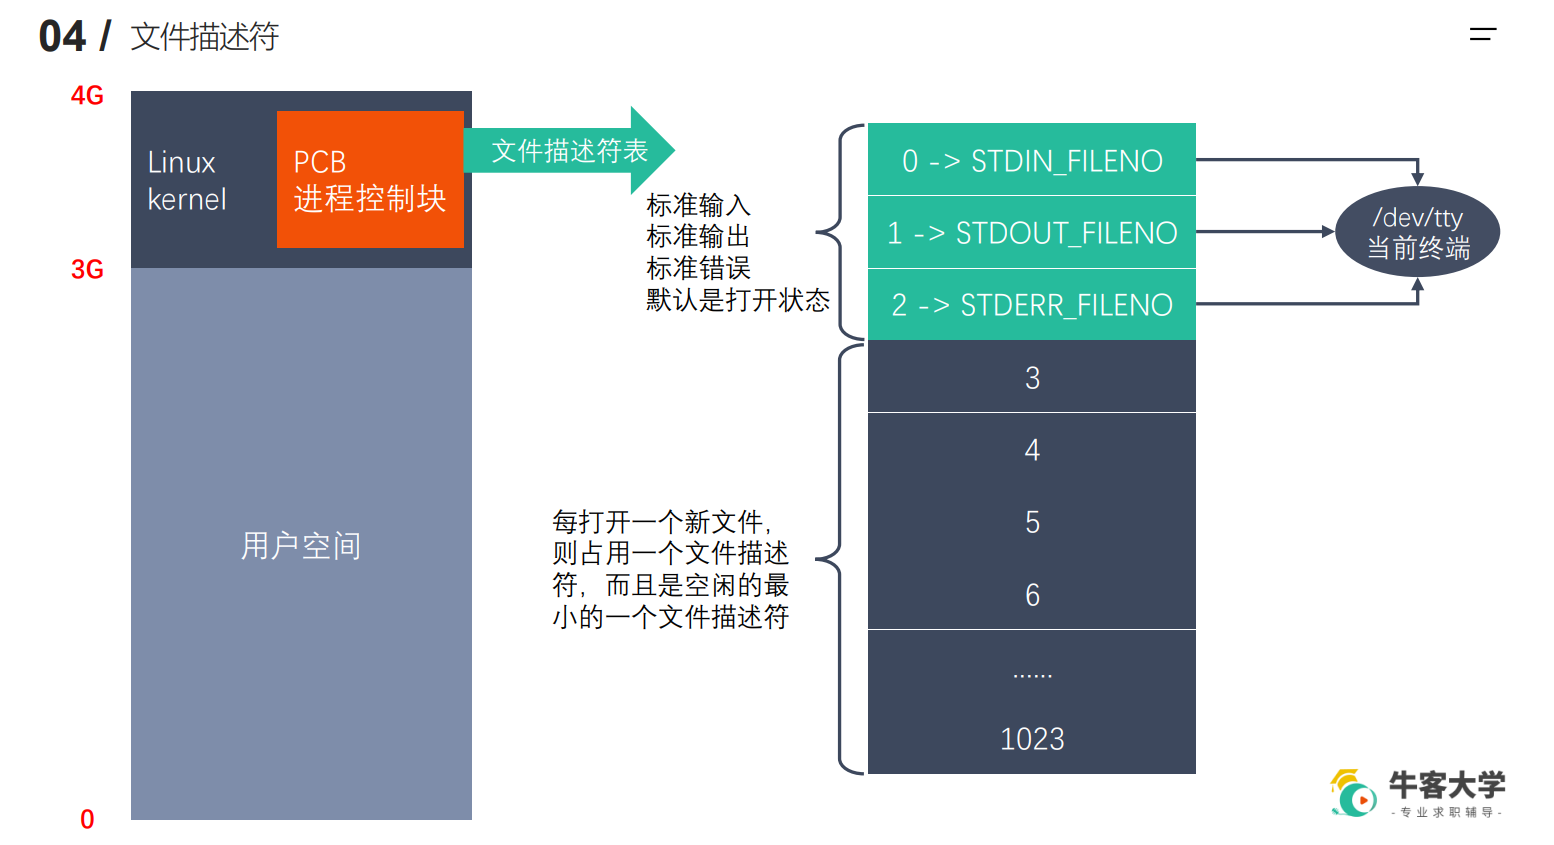 04 / 文件描述符
4G
Linux
kernel
PCB
进程控制块
文件描述符表
3G
用户空间
0
标准输入
标准输出
标准错误
默认是打开状态
每打开一个新文件，
则占用一个文件描述
符，而且是空闲的最
小的一个文件描述符
0 -> STDIN_FILENO
1 -> STDOUT_FILENO
2 -> STDERR_FILENO
3
4
5
6
......
1023
/dev/tty
当前终端
牛客大学
-专业求职辅导-